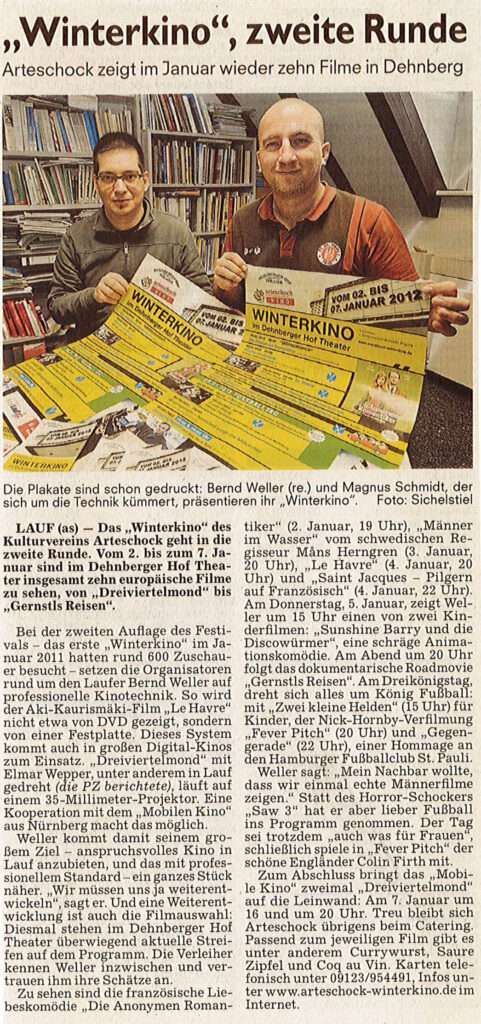 „Winterkino“, zweite Runde
Arteschock zeigt im Januar wieder zehn Filme in Dehnberg
arteschock
KINO
WINTERKINO
im Dehnberger Hof Theater
VOM 02. BIS
07. JANUAR 2012
arteschock
KINO
VOM 02. BIS
07. JANUAR 2012
WINTERKINO
im Dehnberger Hof Theater
WINTERKINO
Die Plakate sind schon gedruckt: Bernd Weller (re.) und Magnus Schmidt, der
sich um die Technik kümmert, präsentieren ihr „Winterkino“. Foto: Sichelstiel
LAUF (as) – Das „Winterkino“ des
Kulturvereins Arteschock geht in die
zweite Runde. Vom 2. bis zum 7. Ja-
nuar sind im Dehnberger Hof Thea-
ter insgesamt zehn europäische Filme
zu sehen, von „Dreiviertelmond“ bis
„Gernstls Reisen“.
Bei der zweiten Auflage des Festi-
vals – das erste „Winterkino“ im Ja-
nuar 2011 hatten rund 600 Zuschau-
er besucht – setzen die Organisatoren
rund um den Laufer Bernd Weller auf
professionelle Kinotechnik. So wird
der Aki-Kaurismäki-Film „Le Havre“
nicht etwa von DVD gezeigt, sondern
von einer Festplatte. Dieses System
kommt auch in großen Digital-Kinos
zum Einsatz. „Dreiviertelmond“ mit
Elmar Wepper, unter anderem in Lauf
gedreht (die PZ berichtete), läuft auf
einem 35-Millimeter-Projektor. Eine
Kooperation mit dem „Mobilen Kino“
aus Nürnberg macht das möglich.
Weller kommt damit seinem gro-
ßem Ziel – anspruchsvolles Kino in
Lauf anzubieten, und das mit profes-
sionellem Standard – ein ganzes Stück
näher. „Wir müssen uns ja weiterent-
wickeln“, sagt er. Und eine Weiterent-
wicklung ist auch die Filmauswahl:
Diesmal stehen im Dehnberger Hof
Theater überwiegend aktuelle Strei-
fen auf dem Programm. Die Verleiher
kennen Weller inzwischen und ver-
trauen ihm ihre Schätze an.
Zu sehen sind die französische Lie-
beskomödie „Die Anonymen Roman-
tiker“ (2. Januar, 19 Uhr), „Männer
im Wasser“ vom schwedischen Re-
gisseur Måns Herngren (3. Januar,
20 Uhr), „Le Havre“ (4. Januar, 20
Uhr) und „Saint Jacques – Pilgern
auf Französisch“ (4. Januar, 22 Uhr).
Am Donnerstag, 5. Januar, zeigt Wel-
ler um 15 Uhr einen von zwei Kin-
derfilmen: „Sunshine Barry und die
Discowürmer“, eine schräge Anima-
tionskomödie. Am Abend um 20 Uhr
folgt das dokumentarische Roadmovie
„Gernstls Reisen“. Am Dreikönigstag,
dreht sich alles um König Fußball:
mit „Zwei kleine Helden“ (15 Uhr) für
Kinder, der Nick-Hornby-Verfilmung
„Fever Pitch“ (20 Uhr) und „Gegen-
gerade“ (22 Uhr), einer Hommage an
den Hamburger Fußballclub St. Pauli.
Weller sagt: „Mein Nachbar wollte,
dass wir einmal echte Männerfilme
zeigen.“ Statt des Horror-Schockers
„Saw 3“ hat er aber lieber Fußball
ins Programm genommen. Der Tag
sei trotzdem „auch was für Frauen“,
schließlich spiele in „Fever Pitch“ der
schöne Engländer Colin Firth mit.
Zum Abschluss bringt das „Mobi-
le Kino“ zweimal „Dreiviertelmond“
auf die Leinwand: Am 7. Januar um
16 und um 20 Uhr. Treu bleibt sich
Arteschock übrigens beim Catering.
Passend zum jeweiligen Film gibt es
unter anderem Currywurst, Saure
Zipfel und Coq au Vin. Karten tele-
fonisch unter 09123/954491, Infos un-
ter www.arteschock-winterkino.de im
Internet.